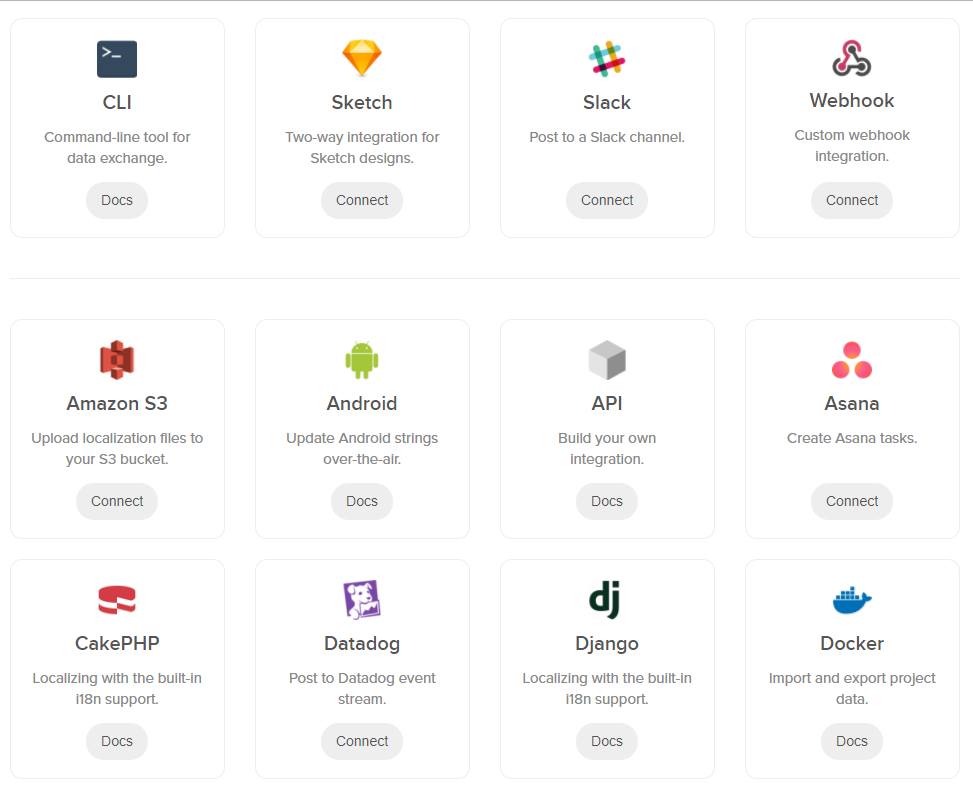 >_
CLI
Command-line tool for
data exchange.
Docs
Sketch
Two-way integration for
Sketch designs.
Connect
Slack
Post to a Slack channel.
Connect
Webhook
Custom webhook
integration.
Connect
Amazon S3
Upload localization files to
your S3 bucket.
Connect
Android
Update Android strings
over-the-air.
Docs
API
Build your own
integration.
Docs
Asana
Create Asana tasks.
Connect
CakePHP
Localizing with the built-in
i18n support.
Docs
Datadog
Post to Datadog event
stream.
Connect
dj
Django
Localizing with the built-in
i18n support.
Docs
Docker
Import and export project
data.
Docs